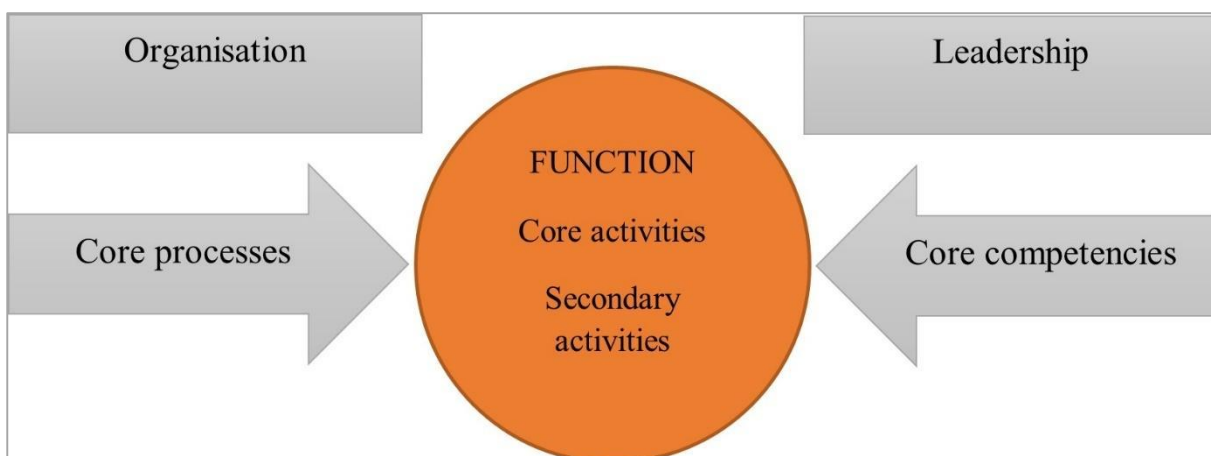 Organisation
Leadership
FUNCTION
Core activities
Core processes
Core competencies
Secondary
activities